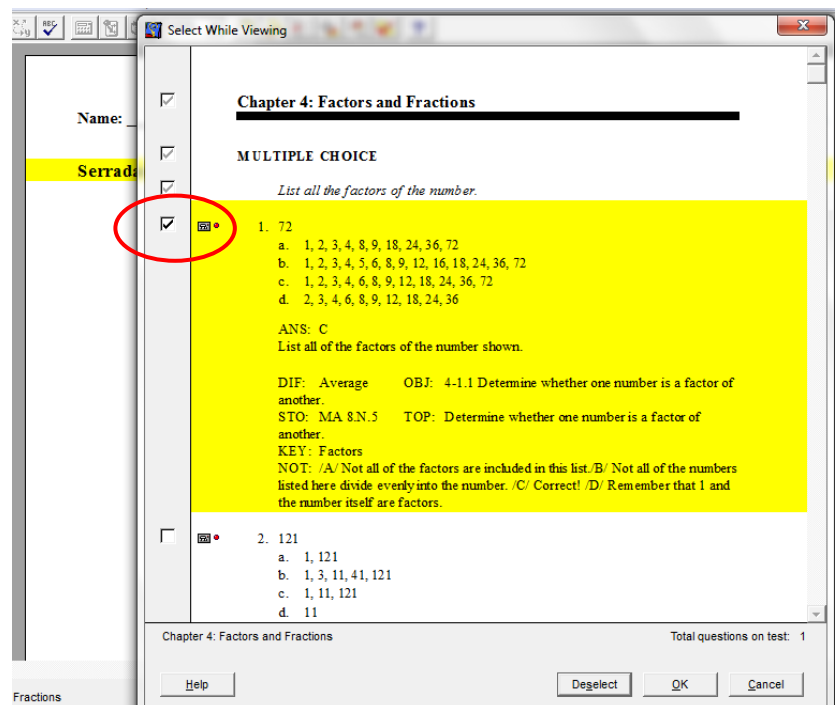 Select While Viewing
Name: _
Serrada
Chapter 4: Factors and Fractions
MULTIPLE CHOICE
List all the factors of the number.
1. 72
a. 1, 2, 3, 4, 8, 9, 18, 24, 36, 72
b. 1, 2, 3, 4, 5, 6, 8, 9, 12, 16, 18, 24, 36, 72
c. 1, 2, 3, 4, 6, 8, 9, 12, 18, 24, 36, 72
d. 2, 3, 4, 6, 8, 9, 12, 18, 24, 36
ANS: C
List all of the factors of the number shown.
DIF: Average OBJ: 4-1.1 Determine whether one number is a factor of
another.
STO: MA 8.N.5 TOP: Determine whether one number is a factor of
another.
KEY: Factors
NOT: /A/ Not all of the factors are included in this list./B/ Not all of the numbers
listed here divide evenly into the number. /C/ Correct! /D/ Remember that 1 and
the number itself are factors.
2. 121
a. 1, 121
b. 1, 3, 11, 41, 121
c. 1, 11, 121
d. 11
Chapter 4: Factors and Fractions Total questions on test: 1
Help Deselect OK Cancel
Fractions